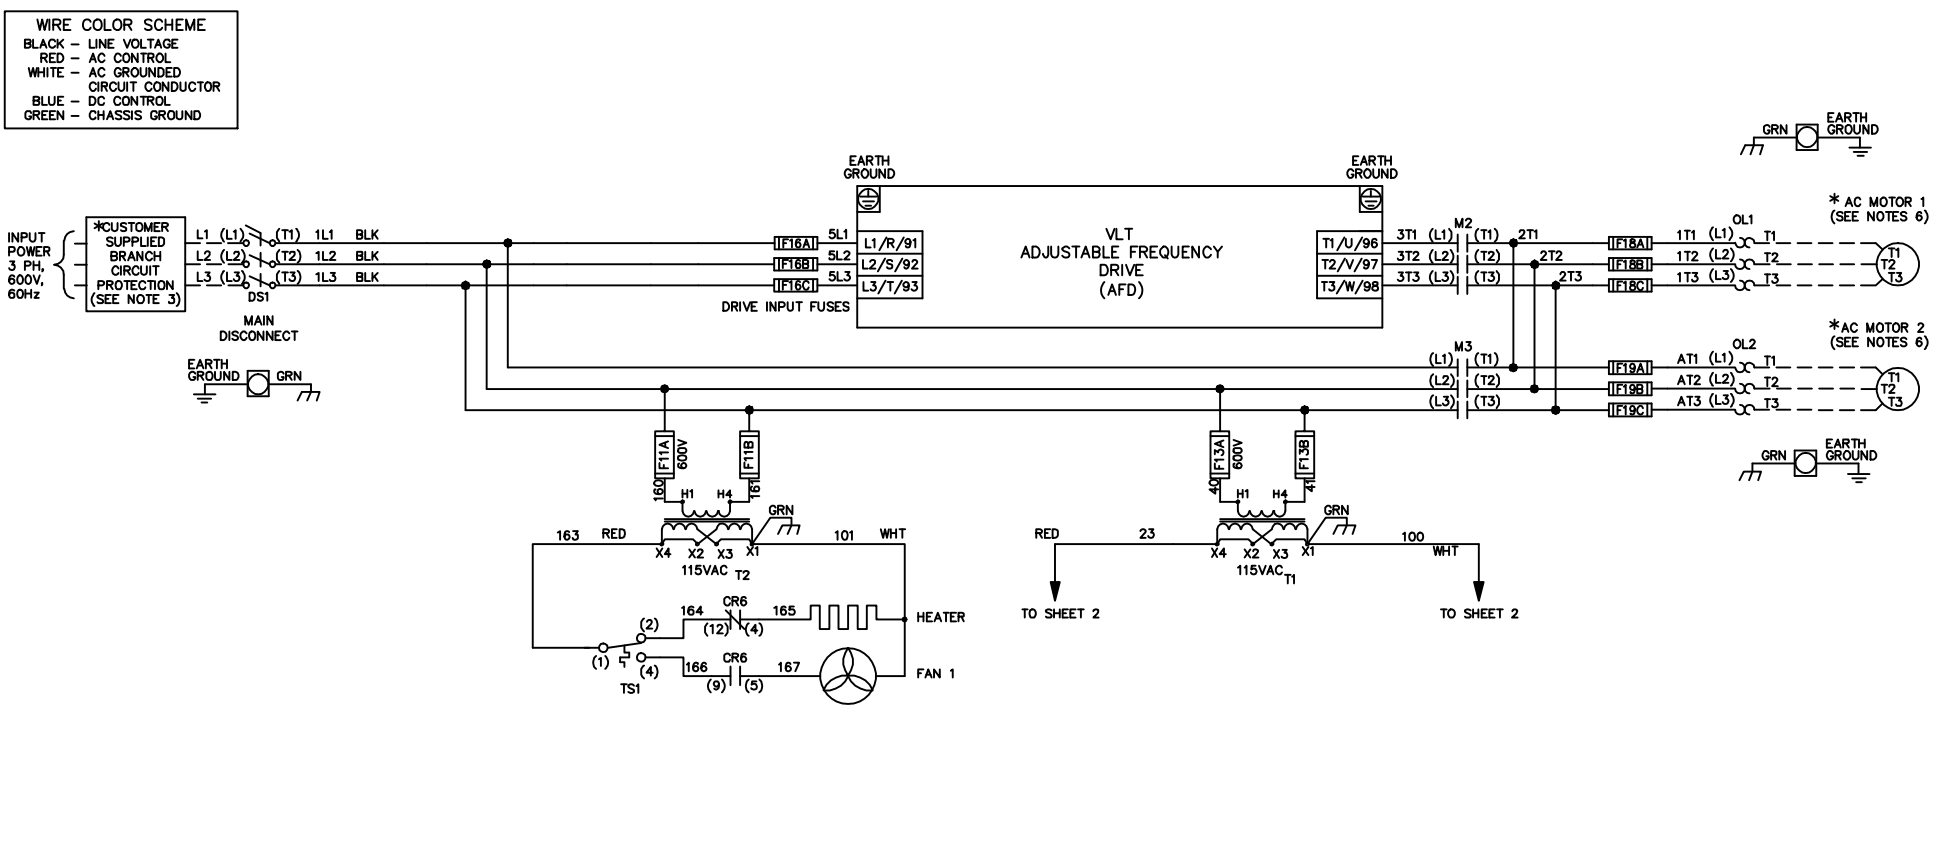 WIRE COLOR SCHEME
BLACK – LINE VOLTAGE
RED – AC CONTROL
WHITE – AC GROUNDED
CIRCUIT CONDUCTOR
BLUE – DC CONTROL
GREEN – CHASSIS GROUND
INPUT
POWER
3 PH,
600V,
60Hz
*CUSTOMER
SUPPLIED
BRANCH
CIRCUIT
PROTECTION
(SEE NOTE 3)
L1 (L1) (T1) 1L1 BLK
L2 (L2) (T2) 1L2 BLK
L3 (L3) (T3) 1L3 BLK
DS1
MAIN
DISCONNECT
EARTH
GROUND
GRN
F16A 5L1
F16B 5L2
F16C 5L3
DRIVE INPUT FUSES
EARTH
GROUND
EARTH
GROUND
L1/R/91
L2/S/92
L3/T/93
VLT
ADJUSTABLE FREQUENCY
DRIVE
(AFD)
T1/U/96
T2/V/97
T3/W/98
M2
3T1 (L1) (T1) 2T1
3T2 (L2) (T2) 2T2
3T3 (L3) (T3) 2T3
F18A 1T1 (L1) T1
F18B 1T2 (L2) T2
F18C 1T3 (L3) T3
OL1
GRN
EARTH
GROUND
* AC MOTOR 1
(SEE NOTES 6)
T1
T2
T3
M3
(L1) (T1)
(L2) (T2)
(L3) (T3)
F19A AT1 (L1) T1
F19B AT2 (L2) T2
F19C AT3 (L3) T3
OL2
*AC MOTOR 2
(SEE NOTES 6)
T1
T2
T3
GRN
EARTH
GROUND
F11A
600V
F11B
160
161
H1 H4
GRN
163 RED
101 WHT
X4 X2 X3 X1
115VAC T2
164 CR6 165
(12) (4)
HEATER
(2)
(1)
(4)
TS1
166 CR6 167
(9) (5)
FAN 1
F13A
600V
F13B
40
41
H1 H4
GRN
RED 23
100
WHT
X4 X2 X3 X1
115VAC T1
TO SHEET 2
TO SHEET 2